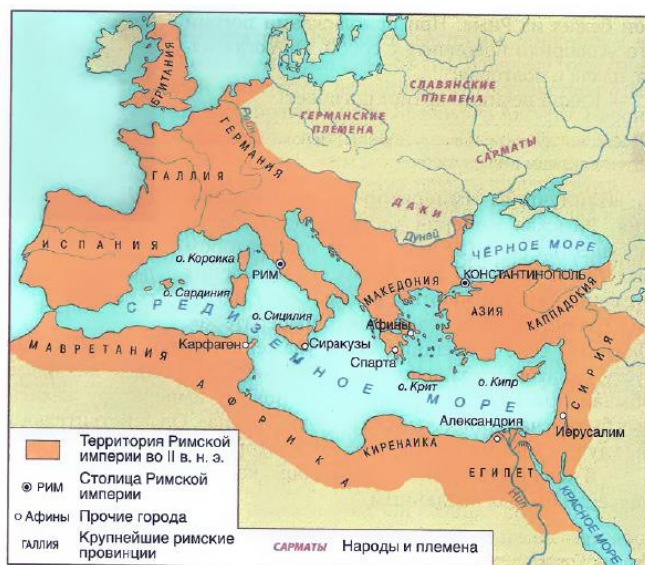 БРИТАНИЯ
СЛАВЯНСКИЕ
ПЛЕМЕНА
ГЕРМАНСКИЕ
ПЛЕМЕНА
Рейн
ГЕРМАНИЯ
САРМАТЫ
ГАЛЛИЯ
ДАКИ
Дунай
ИСПАНИЯ
о. Корсика
РИМ
ЧЁРНОЕ МОРЕ
МАКЕДОНИЯ
КОНСТАНТИНОПОЛЬ
о. Сардиния
АЗИЯ
КАППАДОКИЯ
о. Сицилия
Афины
СРЕДИЗЕМНОЕ МОРЕ
МАВРЕТАНИЯ
Карфаген
Сиракузы
Спарта
СИРИЯ
о. Крит
о. Кипр
АФРИКА
Александрия
Иерусалим
КИРЕНАИКА
ЕГИПЕТ
Нил
КРАСНОЕ МОРЕ
Территория Римской
империи во II в. н. э.
РИМ Столица Римской
империи
Афины Прочие города
ГАЛЛИЯ Крупнейшие римские
провинции
САРМАТЫ Народы и племена